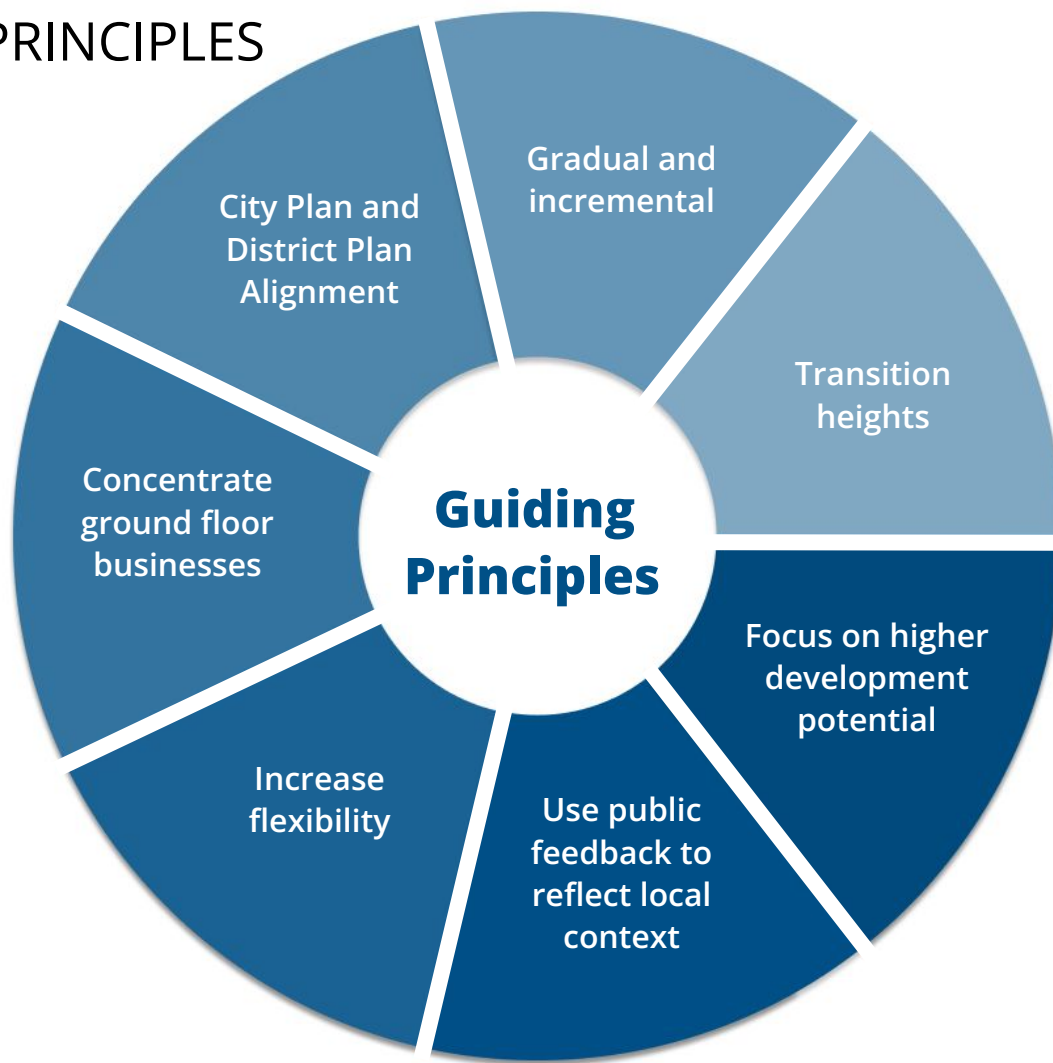 PRINCIPLES
Gradual and
incremental
City Plan and
District Plan
Alignment
Transition
heights
Concentrate
ground floor
businesses
Guiding
Principles
Focus on higher
development
potential
Increase
flexibility
Use public
feedback to
reflect local
context